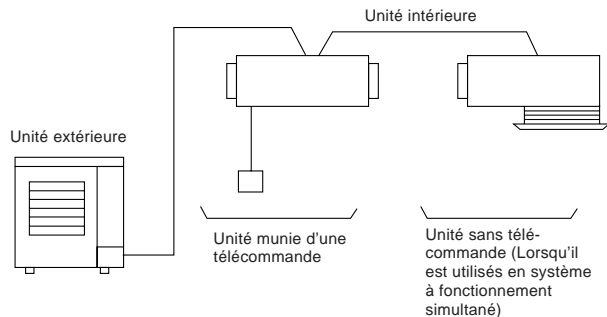 Unité intérieure
Unité extérieure
Unité munie d'une
télécommande
Unité sans télé-
commande (Lorsqu'il
est utilisés en système
à fonctionnement
simultané)